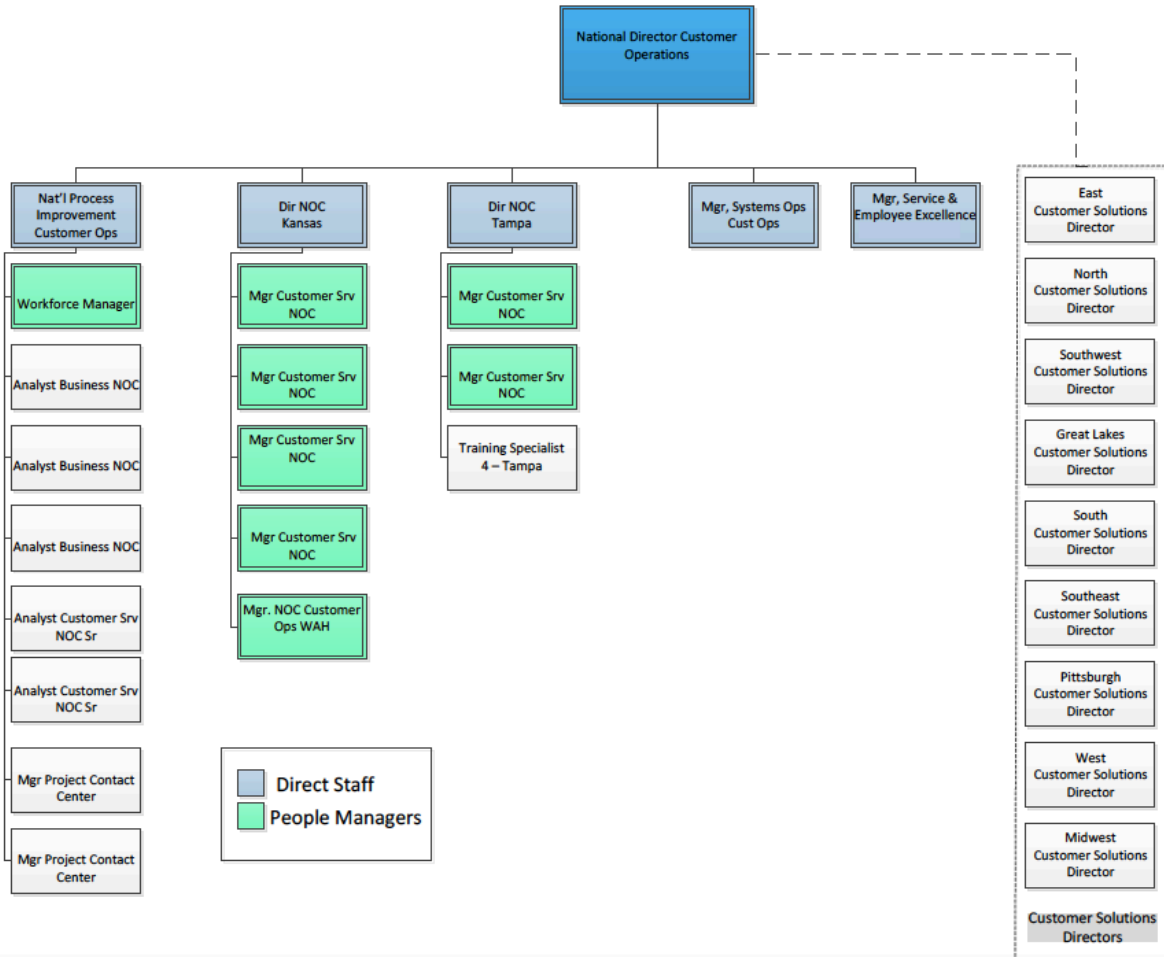 National Director Customer
Operations
Nat'l Process
Improvement
Customer Ops
Dir NOC
Kansas
Dir NOC
Tampa
Mgr, Systems Ops
Cust Ops
Mgr, Service &
Employee Excellence
Workforce Manager
Analyst Business NOC
Analyst Business NOC
Analyst Business NOC
Analyst Customer Srv
NOC Sr
Analyst Customer Srv
NOC Sr
Mgr Project Contact
Center
Mgr Project Contact
Center
Mgr Customer Srv
NOC
Mgr Customer Srv
NOC
Mgr Customer Srv
NOC
Mgr Customer Srv
NOC
Mgr. NOC Customer
Ops WAH
Mgr Customer Srv
NOC
Mgr Customer Srv
NOC
Training Specialist
4 – Tampa
Direct Staff
People Managers
East
Customer Solutions
Director
North
Customer Solutions
Director
Southwest
Customer Solutions
Director
Great Lakes
Customer Solutions
Director
South
Customer Solutions
Director
Southeast
Customer Solutions
Director
Pittsburgh
Customer Solutions
Director
West
Customer Solutions
Director
Midwest
Customer Solutions
Director
Customer Solutions
Directors